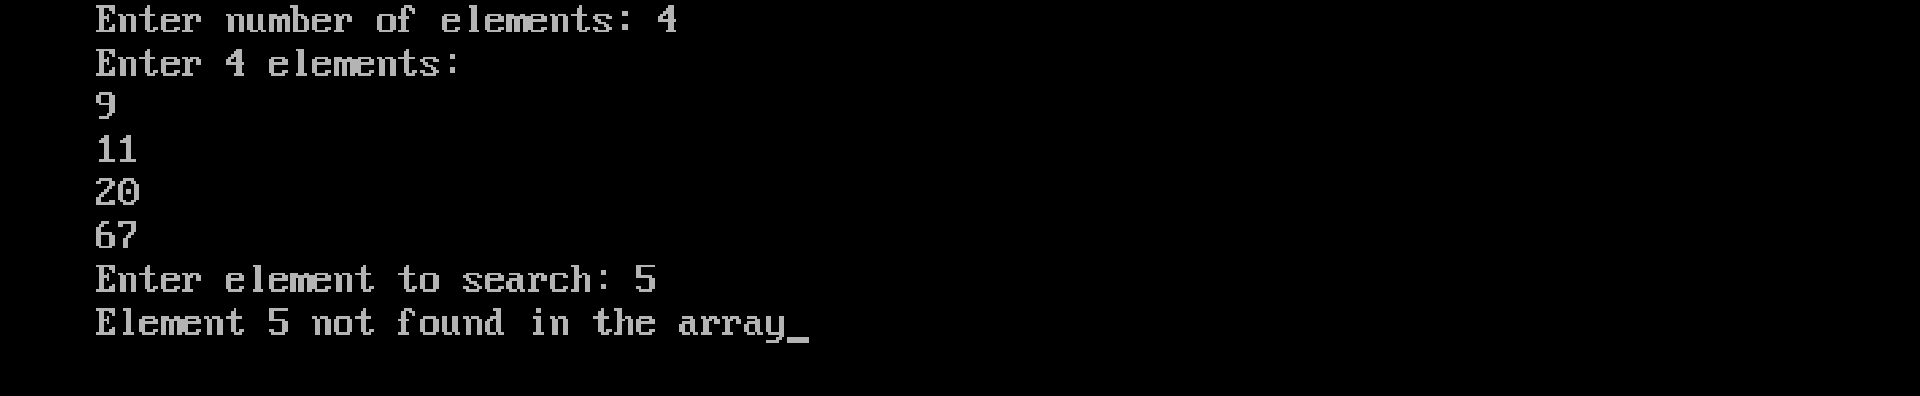 Enter number of elements: 4
Enter 4 elements:
9
11
20
67
Enter element to search: 5
Element 5 not found in the array_